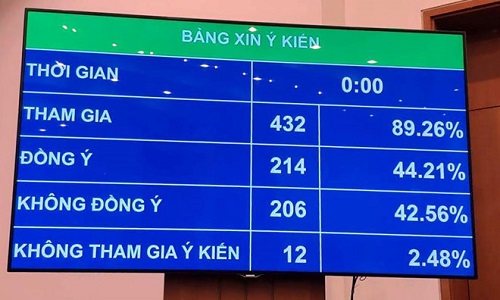 BẢNG XIN Ý KIẾN
THỜI GIAN 0:00
THAM GIA 432 89.26%
ĐỒNG Ý 214 44.21%
KHÔNG ĐỒNG Ý 206 42.56%
KHÔNG THAM GIA Ý KIẾN 12 2.48%